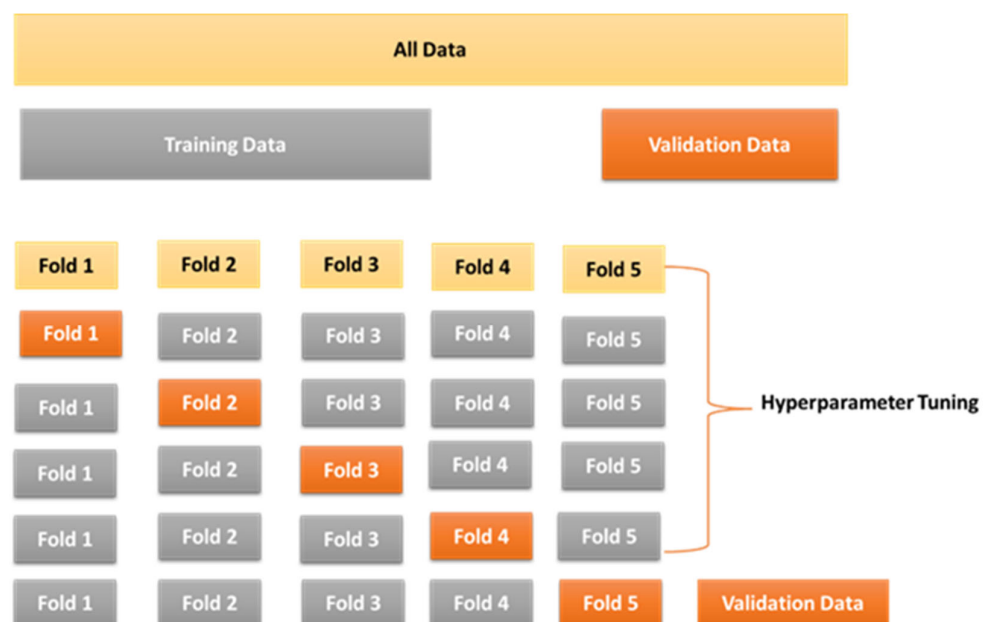 All Data
Training Data Validation Data
Fold 1 Fold 2 Fold 3 Fold 4 Fold 5
Fold 1 Fold 2 Fold 3 Fold 4 Fold 5
Fold 1 Fold 2 Fold 3 Fold 4 Fold 5 Hyperparameter Tuning
Fold 1 Fold 2 Fold 3 Fold 4 Fold 5
Fold 1 Fold 2 Fold 3 Fold 4 Fold 5
Fold 1 Fold 2 Fold 3 Fold 4 Fold 5 Validation Data